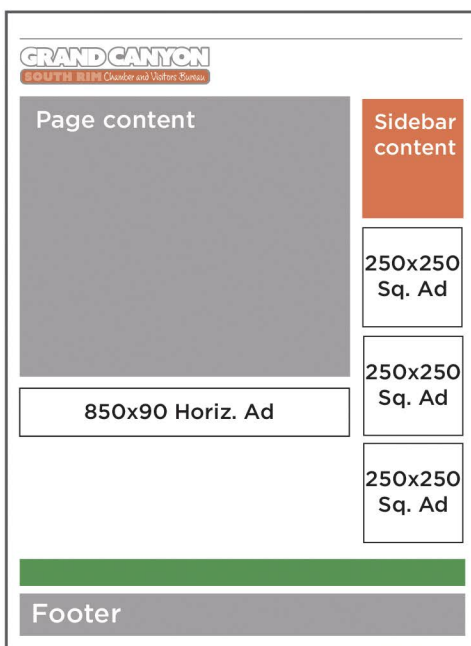 GRAND CANYON
SOUTH RIM Chamber and Visitors Bureau
Page content
Sidebar
content
250x250
Sq. Ad
250x250
Sq. Ad
850x90 Horiz. Ad
250x250
Sq. Ad
Footer